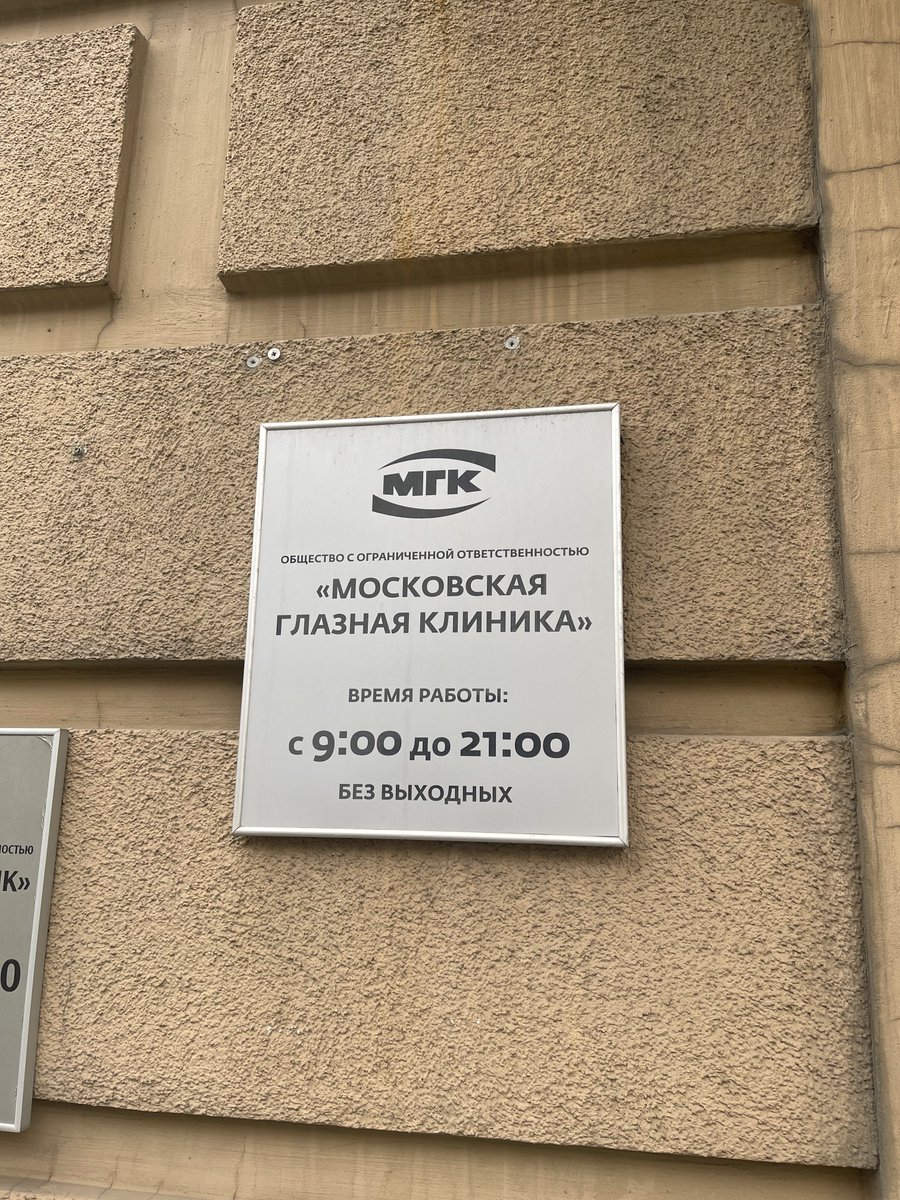 МГК
ОБЩЕСТВО С ОГРАНИЧЕННОЙ ОТВЕТСТВЕННОСТЬЮ
«МОСКОВСКАЯ
ГЛАЗНАЯ КЛИНИКА»
ВРЕМЯ РАБОТЫ:
с 9:00 до 21:00
БЕЗ ВЫХОДНЫХ